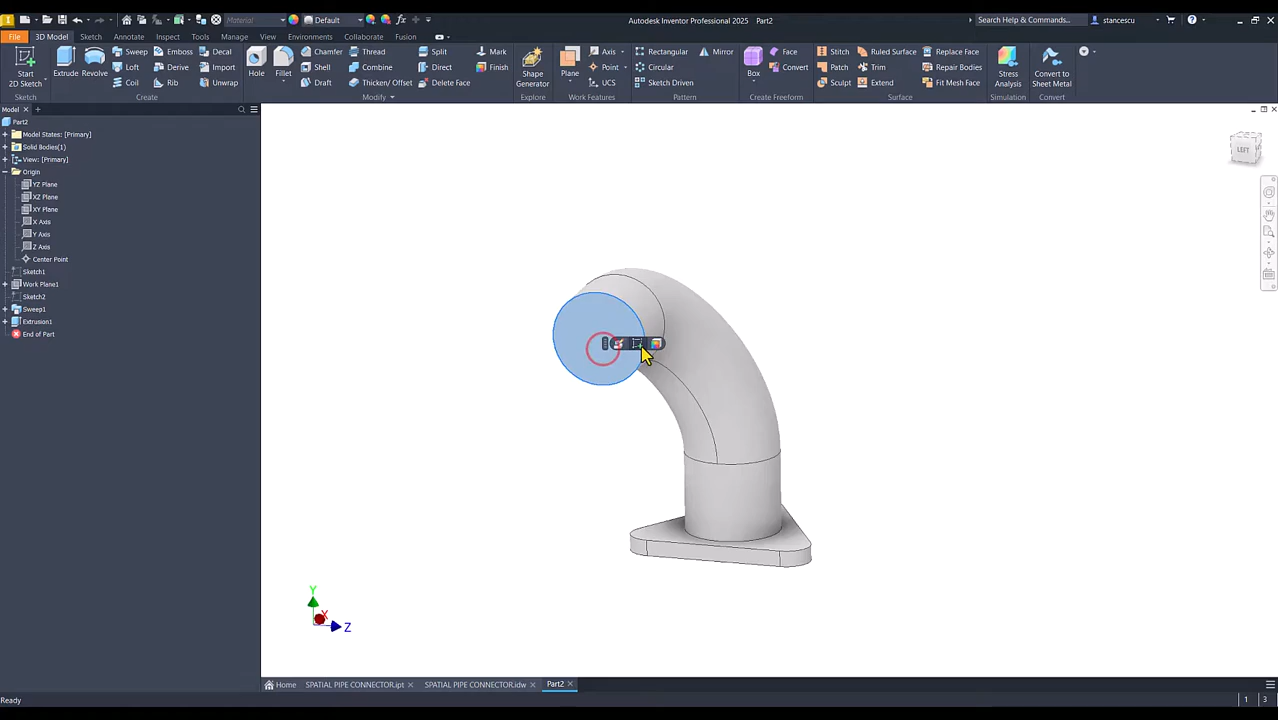 Material
Default
Autodesk Inventor Professional 2025 Part2
Search Help & Commands...
stancescu
File
3D Model
Sketch
Annotate
Inspect
Tools
Manage
View
Environments
Collaborate
Fusion
Start
2D Sketch
Extrude
Revolve
Sweep
Emboss
Decal
Loft
Derive
Import
Coil
Rib
Unwrap
Hole
Fillet
Chamfer
Thread
Split
Mark
Shell
Combine
Direct
Finish
Draft
Thicken/ Offset
Delete Face
Shape
Generator
Plane
Axis
Point
UCS
Rectangular
Mirror
Circular
Sketch Driven
Box
Face
Convert
Stitch
Ruled Surface
Replace Face
Patch
Trim
Repair Bodies
Sculpt
Extend
Fit Mesh Face
Stress
Analysis
Convert to
Sheet Metal
Sketch
Create
Modify
Explore
Work Features
Pattern
Create Freeform
Surface
Simulation
Convert
Model
Part2
Model States: [Primary]
Solid Bodies(1)
View: [Primary]
Origin
YZ Plane
XZ Plane
XY Plane
X Axis
Y Axis
Z Axis
Center Point
Sketch1
Work Plane1
Sketch2
Sweep1
Extrusion1
End of Part
LEFT
Y
X
Z
Home
SPATIAL PIPE CONNECTOR.ipt
SPATIAL PIPE CONNECTOR.idw
Part2
Ready
1
3